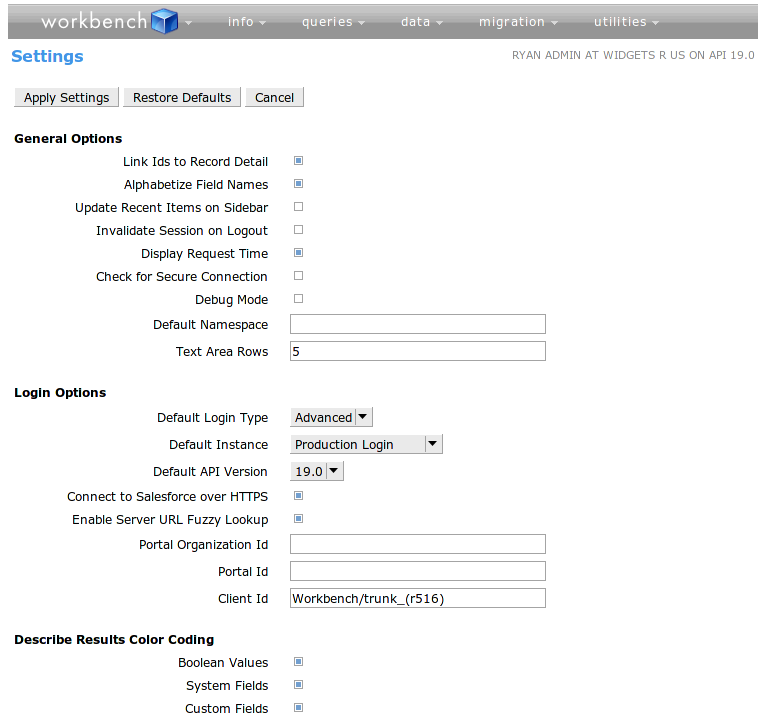 workbench info queries data migration utilities
Settings RYAN ADMIN AT WIDGETS R US ON API 19.0
Apply Settings Restore Defaults Cancel
General Options
Link Ids to Record Detail
Alphabetize Field Names
Update Recent Items on Sidebar
Invalidate Session on Logout
Display Request Time
Check for Secure Connection
Debug Mode
Default Namespace
Text Area Rows 5
Login Options
Default Login Type Advanced
Default Instance Production Login
Default API Version 19.0
Connect to Salesforce over HTTPS
Enable Server URL Fuzzy Lookup
Portal Organization Id
Portal Id
Client Id Workbench/trunk_(r516)
Describe Results Color Coding
Boolean Values
System Fields
Custom Fields